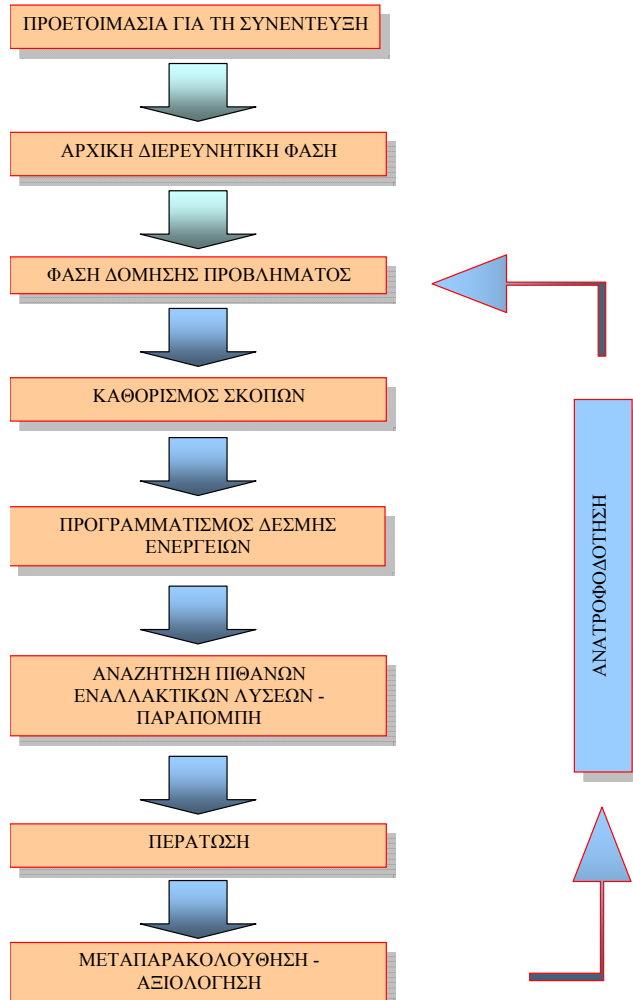 ΠΡΟΕΤΟΙΜΑΣΙΑ ΓΙΑ ΤΗ ΣΥΝΕΝΤΕΥΞΗ
ΑΡΧΙΚΗ ΔΙΕΡΕΥΝΗΤΙΚΗ ΦΑΣΗ
ΦΑΣΗ ΔΟΜΗΣΗΣ ΠΡΟΒΛΗΜΑΤΟΣ
ΚΑΘΟΡΙΣΜΟΣ ΣΚΟΠΩΝ
ΠΡΟΓΡΑΜΜΑΤΙΣΜΟΣ ΔΕΣΜΗΣ
ΕΝΕΡΓΕΙΩΝ
ΑΝΑΖΗΤΗΣΗ ΠΙΘΑΝΩΝ
ΕΝΑΛΛΑΚΤΙΚΩΝ ΛΥΣΕΩΝ -
ΠΑΡΑΠΟΜΠΗ
ΠΕΡΑΤΩΣΗ
ΜΕΤΑΠΑΡΑΚΟΛΟΥΘΗΣΗ -
ΑΞΙΟΛΟΓΗΣΗ
ΑΝΑΤΡΟΦΟΔΟΤΗΣΗ